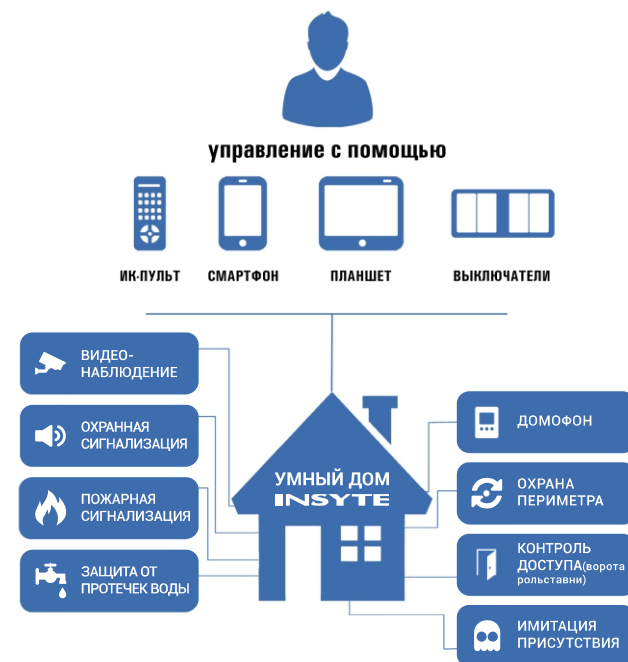 управление с помощью
ИК-ПУЛЬТ
СМАРТФОН
ПЛАНШЕТ
ВЫКЛЮЧАТЕЛИ
ВИДЕО-
НАБЛЮДЕНИЕ
ОХРАННАЯ
СИГНАЛИЗАЦИЯ
ПОЖАРНАЯ
СИГНАЛИЗАЦИЯ
ЗАЩИТА ОТ
ПРОТЕЧЕК ВОДЫ
УМНЫЙ ДОМ
INSYTE
ДОМОФОН
ОХРАНА
ПЕРИМЕТРА
КОНТРОЛЬ
ДОСТУПА(ворота
рольставни)
ИМИТАЦИЯ
ПРИСУТСТВИЯ